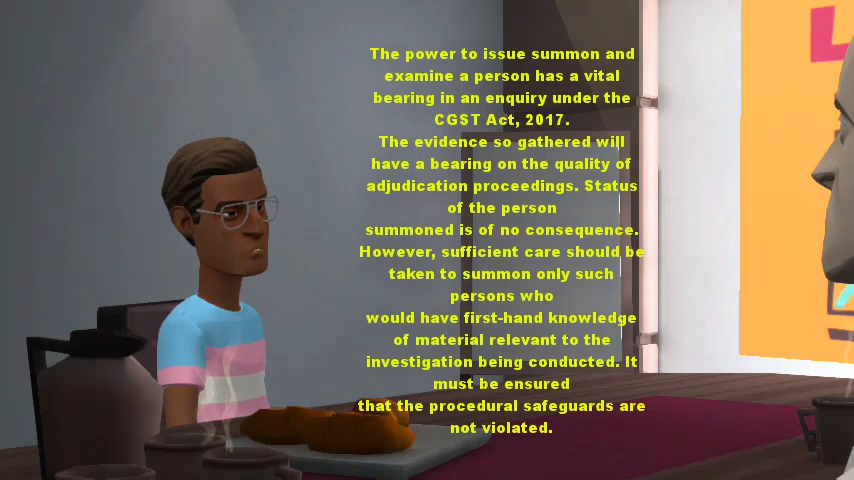 The power to issue summon and
examine a person has a vital
bearing in an enquiry under the
CGST Act, 2017.
The evidence so gathered will
have a bearing on the quality of
adjudication proceedings. Status
of the person
summoned is of no consequence.
However, sufficient care should be
taken to summon only such
persons who
would have first-hand knowledge
of material relevant to the
investigation being conducted. It
must be ensured
that the procedural safeguards are
not violated.